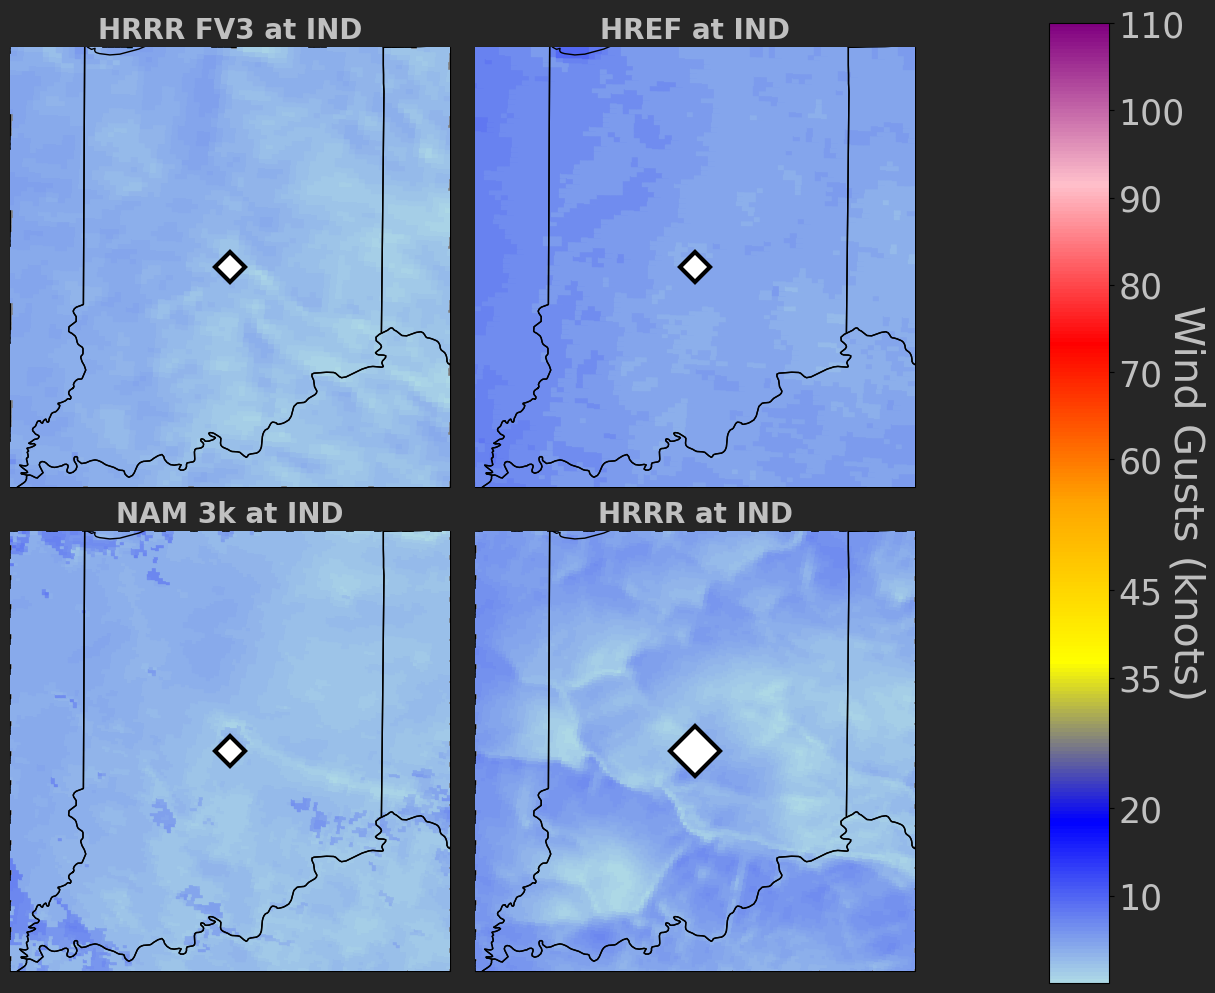 HRRR FV3 at IND
HREF at IND
NAM 3k at IND
HRRR at IND
110
100
90
80
70
60
45
35
20
10
Wind Gusts (knots)